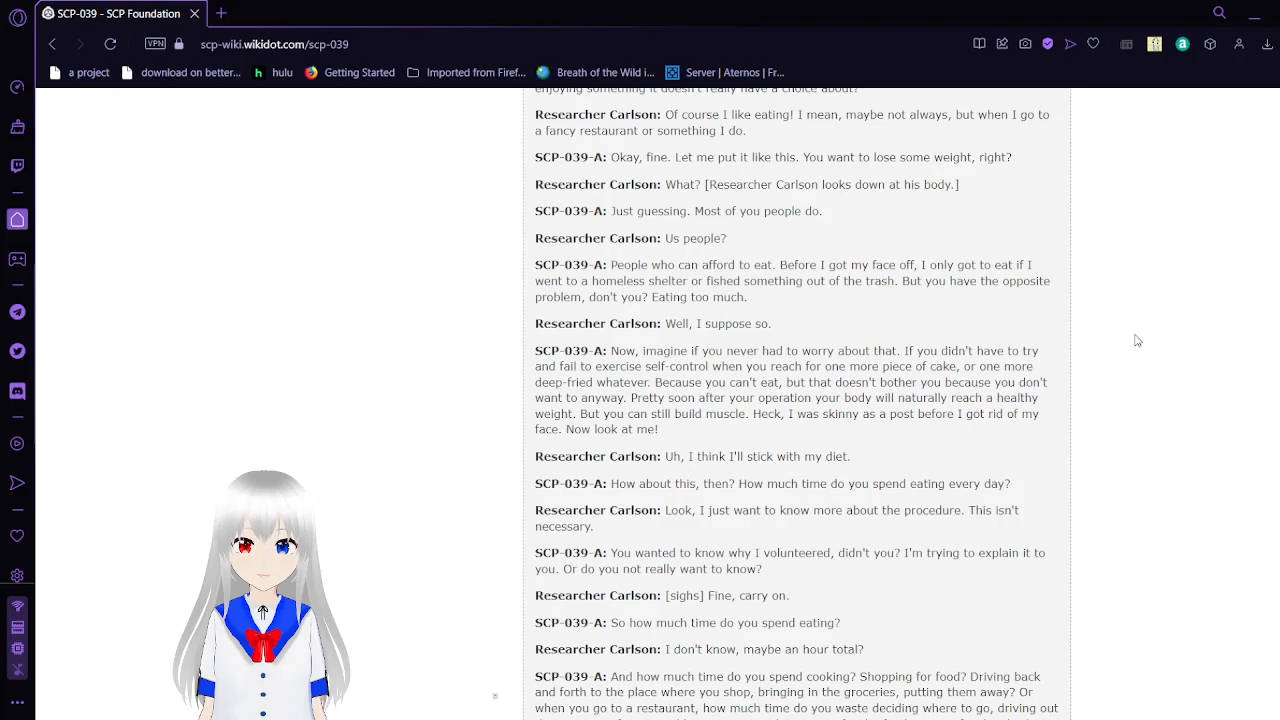 SCP-039 - SCP Foundation
VPN
scp-wiki.wikidot.com/scp-039
a project
download on better...
h hulu
Getting Started
Imported from Firef...
Breath of the Wild i...
Server | Aternos | Fr...
enjoying something it doesn't really have a choice about?
Researcher Carlson: Of course I like eating! I mean, maybe not always, but when I go to
a fancy restaurant or something I do.
SCP-039-A: Okay, fine. Let me put it like this. You want to lose some weight, right?
Researcher Carlson: What? [Researcher Carlson looks down at his body.]
SCP-039-A: Just guessing. Most of you people do.
Researcher Carlson: Us people?
SCP-039-A: People who can afford to eat. Before I got my face off, I only got to eat if I
went to a homeless shelter or fished something out of the trash. But you have the opposite
problem, don't you? Eating too much.
Researcher Carlson: Well, I suppose so.
SCP-039-A: Now, imagine if you never had to worry about that. If you didn't have to try
and fail to exercise self-control when you reach for one more piece of cake, or one more
deep-fried whatever. Because you can't eat, but that doesn't bother you because you don't
want to anyway. Pretty soon after your operation your body will naturally reach a healthy
weight. But you can still build muscle. Heck, I was skinny as a post before I got rid of my
face. Now look at me!
Researcher Carlson: Uh, I think I'll stick with my diet.
SCP-039-A: How about this, then? How much time do you spend eating every day?
Researcher Carlson: Look, I just want to know more about the procedure. This isn't
necessary.
SCP-039-A: You wanted to know why I volunteered, didn't you? I'm trying to explain it to
you. Or do you not really want to know?
Researcher Carlson: [sighs] Fine, carry on.
SCP-039-A: So how much time do you spend eating?
Researcher Carlson: I don't know, maybe an hour total?
SCP-039-A: And how much time do you spend cooking? Shopping for food? Driving back
and forth to the place where you shop, bringing in the groceries, putting them away? Or
when you go to a restaurant, how much time do you waste deciding where to go, driving out